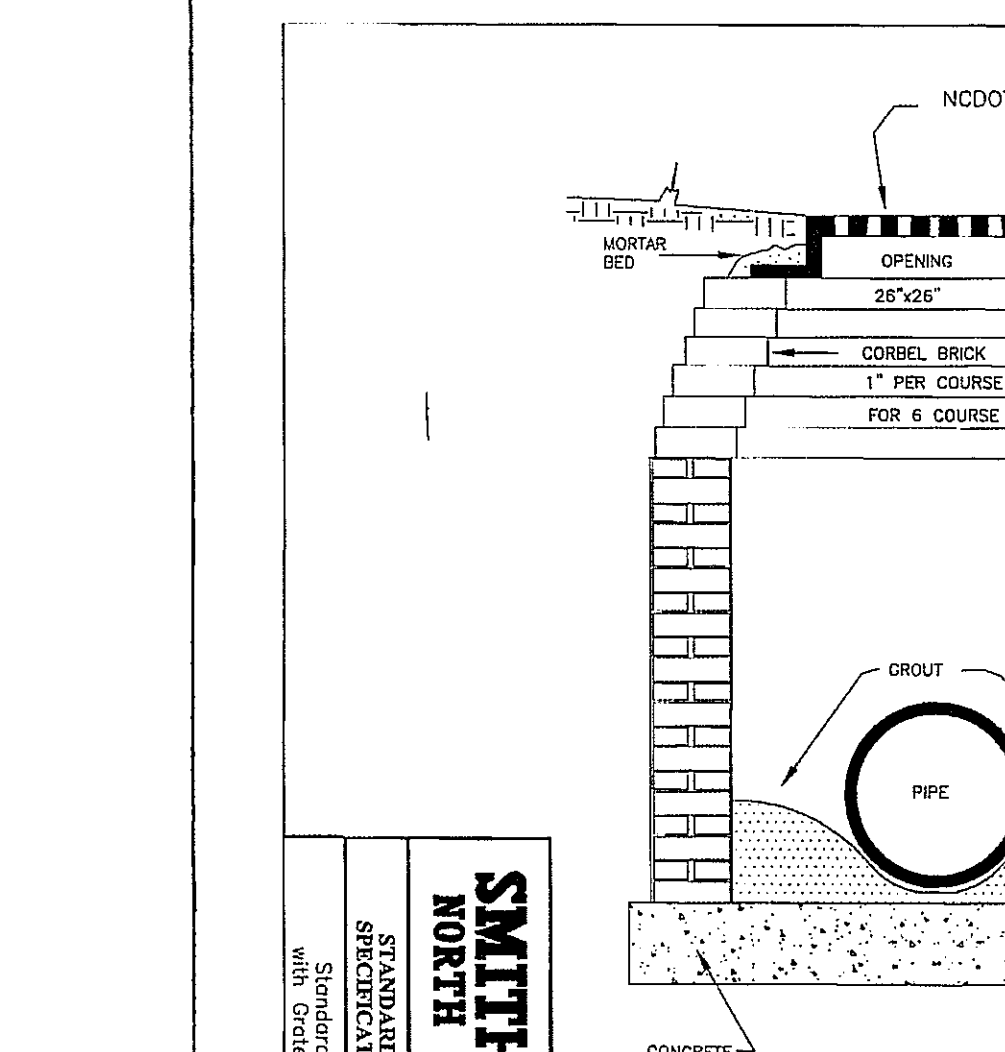 NCDOT
MORTAR
BED
OPENING
26"x26"
CORBEL BRICK
1" PER COURSE
FOR 6 COURSE
GROUT
PIPE
SMITH
NORTH
STANDARD
SPECIFICAT
Standard
with Grate
CONCRETE